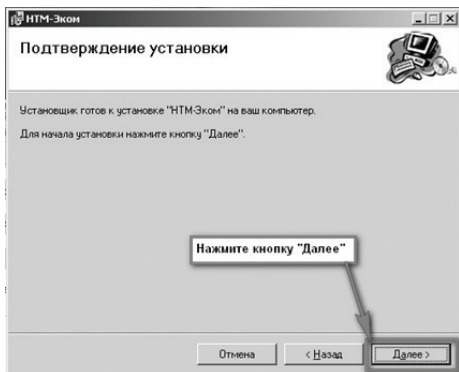 НТМ-Эком
Подтверждение установки
Установщик готов к установке "НТМ-Эком" на ваш компьютер.
Для начала установки нажмите кнопку "Далее".
Нажмите кнопку "Далее"
Отмена
< Назад
Далее >